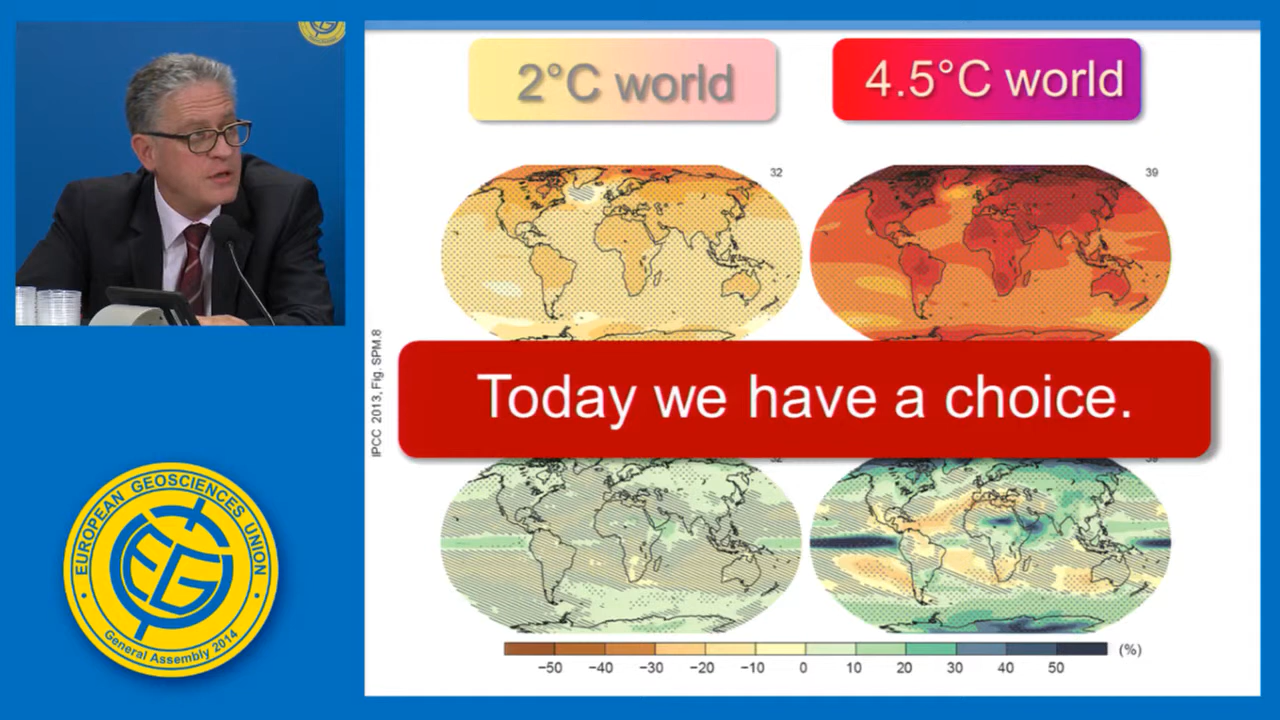 2°C world
4.5°C world
32
39
IPCC 2013, Fig. SPM.8
Today we have a choice.
−50 −40 −30 −20 −10 0 10 20 30 40 50 (%)
EUROPEAN GEOSCIENCES UNION
EGU
General Assembly 2014